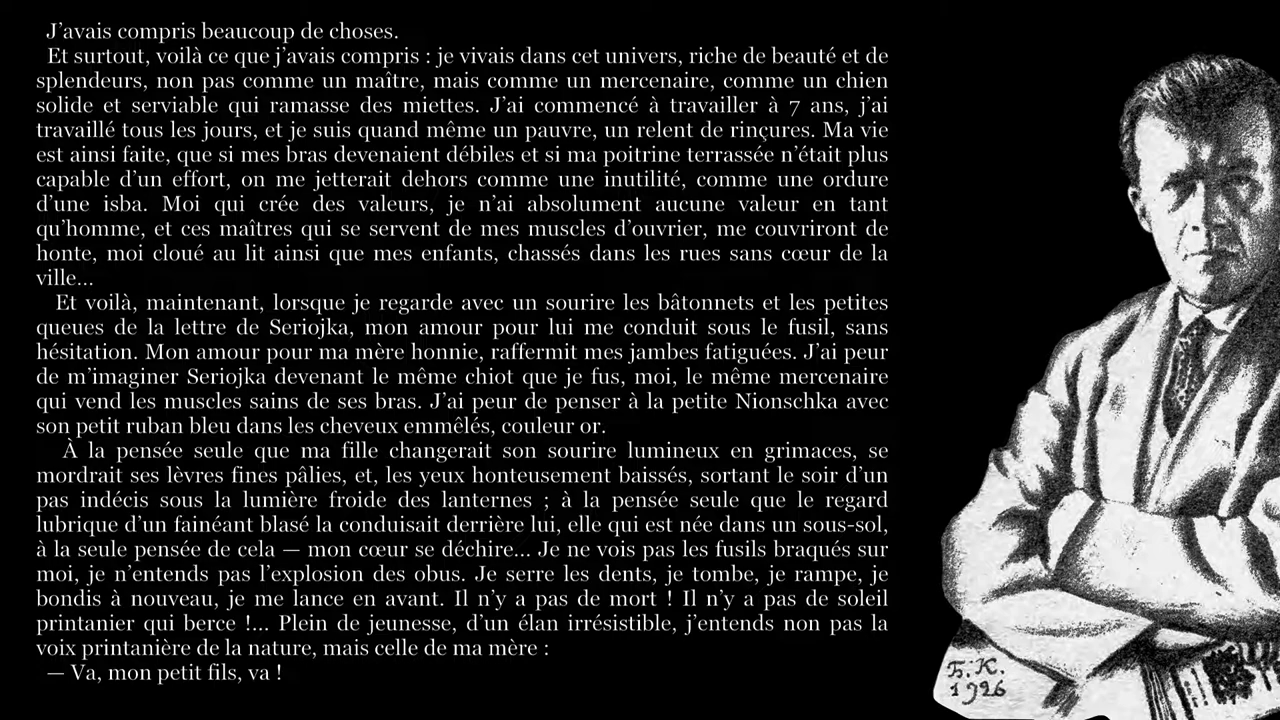 J’avais compris beaucoup de choses.
Et surtout, voilà ce que j’avais compris : je vivais dans cet univers, riche de beauté et de
splendeurs, non pas comme un maître, mais comme un mercenaire, comme un chien
solide et serviable qui ramasse des miettes. J’ai commencé à travailler à 7 ans, j’ai
travaillé tous les jours, et je suis quand même un pauvre, un relent de rinçures. Ma vie
est ainsi faite, que si mes bras devenaient débiles et si ma poitrine terrassée n’était plus
capable d’un effort, on me jetterait dehors comme une inutilité, comme une ordure
d’une isba. Moi qui crée des valeurs, je n’ai absolument aucune valeur en tant
qu’homme, et ces maîtres qui se servent de mes muscles d’ouvrier, me couvriront de
honte, moi cloué au lit ainsi que mes enfants, chassés dans les rues sans cœur de la
ville...
Et voilà, maintenant, lorsque je regarde avec un sourire les bâtonnets et les petites
queues de la lettre de Seriojka, mon amour pour lui me conduit sous le fusil, sans
hésitation. Mon amour pour ma mère honnie, raffermit mes jambes fatiguées. J’ai peur
de m’imaginer Seriojka devenant le même chiot que je fus, moi, le même mercenaire
qui vend les muscles sains de ses bras. J’ai peur de penser à la petite Nionschka avec
son petit ruban bleu dans les cheveux emmêlés, couleur or.
À la pensée seule que ma fille changerait son sourire lumineux en grimaces, se
mordrait ses lèvres fines pâlies, et, les yeux honteusement baissés, sortant le soir d’un
pas indécis sous la lumière froide des lanternes ; à la pensée seule que le regard
lubrique d’un fainéant blasé la conduisait derrière lui, elle qui est née dans un sous-sol,
à la seule pensée de cela — mon cœur se déchire... Je ne vois pas les fusils braqués sur
moi, je n’entends pas l’explosion des obus. Je serre les dents, je tombe, je rampe, je
bondis à nouveau, je me lance en avant. Il n’y a pas de mort ! Il n’y a pas de soleil
printanier qui berce !... Plein de jeunesse, d’un élan irrésistible, j’entends non pas la
voix printanière de la nature, mais celle de ma mère :
— Va, mon petit fils, va !
Б. К.
1926